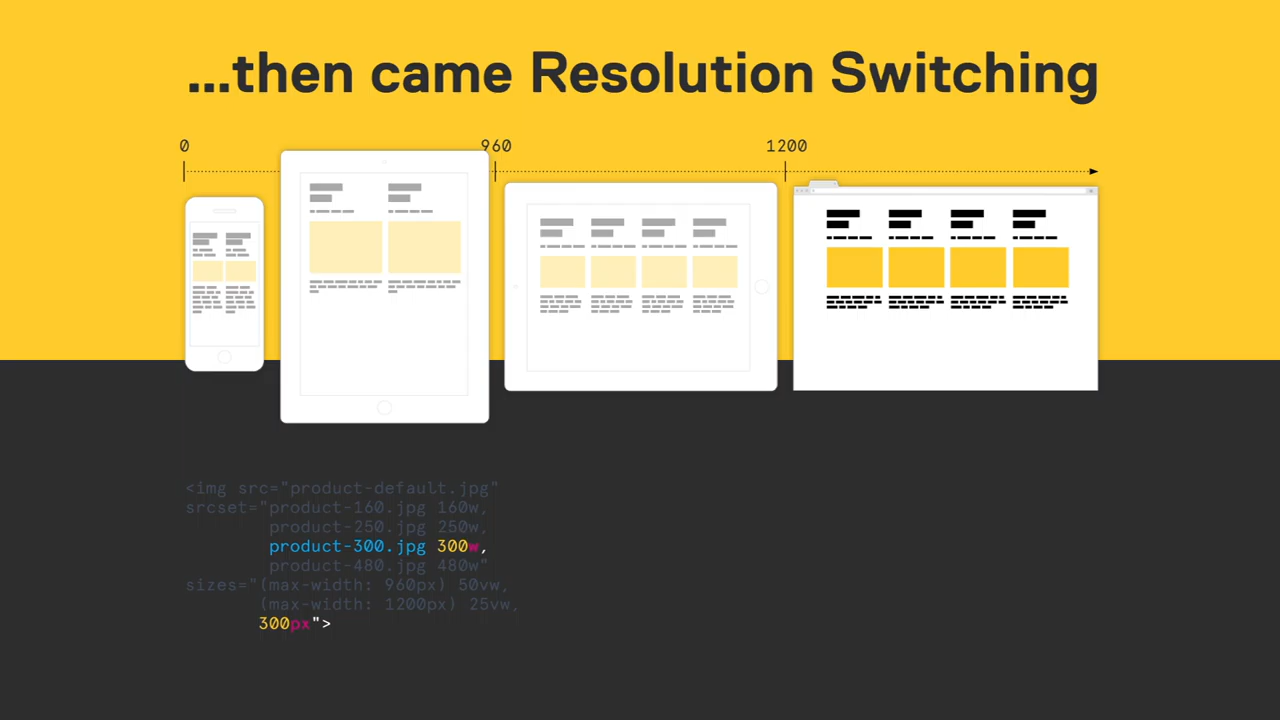 ...then came Resolution Switching
0 960 1200
<img src="product-default.jpg"
srcset="product-160.jpg 160w,
product-250.jpg 250w,
product-300.jpg 300w,
product-480.jpg 480w"
sizes="(max-width: 960px) 50vw,
(max-width: 1200px) 25vw,
300px">